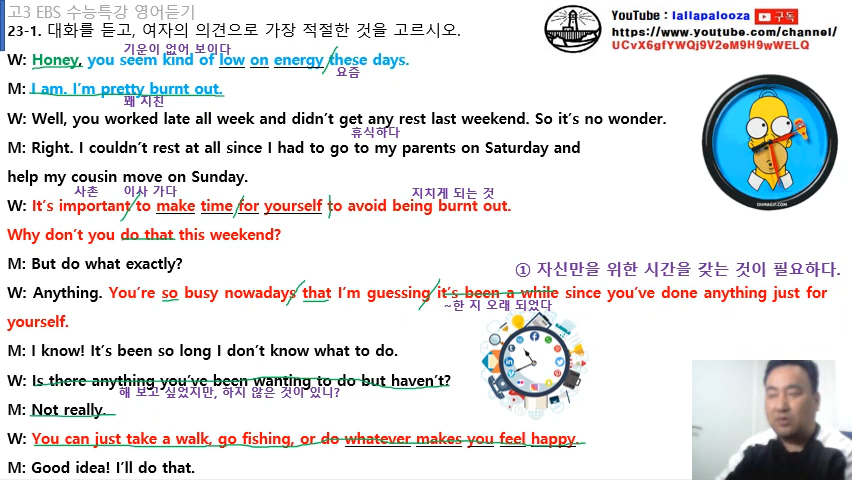 고3 EBS 수능특강 영어듣기
23-1. 대화를 듣고, 여자의 의견으로 가장 적절한 것을 고르시오.
YouTube : lallapalooza 구독
https://www.youtube.com/channel/
UCvX6gfYWQj9V2eM9H9wWELQ
기운이 없어 보이다
W: Honey, you seem kind of low on energy these days.
요즘
M: I am. I'm pretty burnt out.
꽤 지친
W: Well, you worked late all week and didn't get any rest last weekend. So it's no wonder.
휴식하다
M: Right. I couldn't rest at all since I had to go to my parents on Saturday and
help my cousin move on Sunday.
사촌 이사 가다 지치게 되는 것
W: It's important to make time for yourself to avoid being burnt out.
Why don't you do that this weekend?
M: But do what exactly?
① 자신만을 위한 시간을 갖는 것이 필요하다.
W: Anything. You're so busy nowadays that I'm guessing it's been a while since you've done anything just for
~한 지 오래 되었다
yourself.
M: I know! It's been so long I don't know what to do.
W: Is there anything you've been wanting to do but haven't?
해 보고 싶었지만, 하지 않은 것이 있니?
M: Not really.
W: You can just take a walk, go fishing, or do whatever makes you feel happy.
M: Good idea! I'll do that.
OHMAGIF.COM